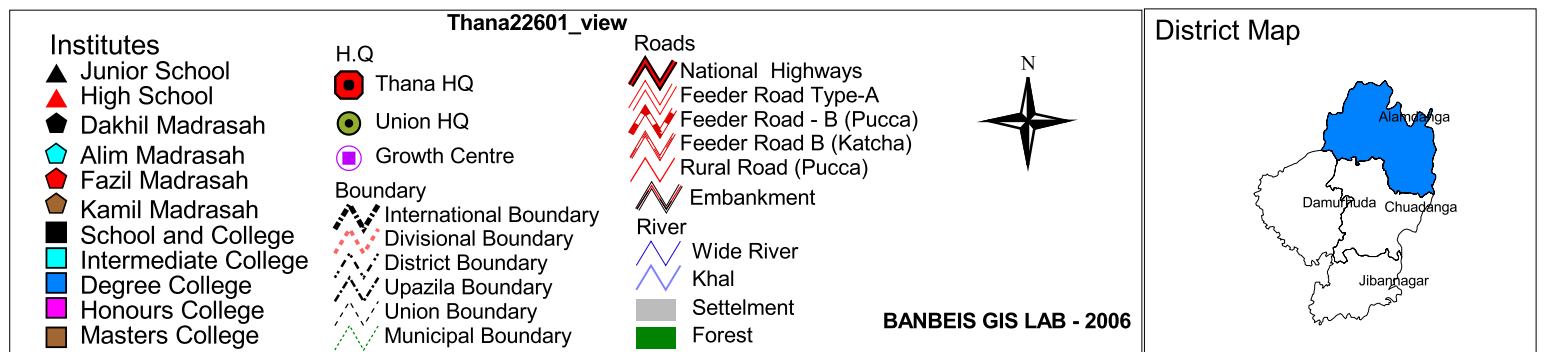 Thana22601_view
Institutes
Junior School
High School
Dakhil Madrasah
Alim Madrasah
Fazil Madrasah
Kamil Madrasah
School and College
Intermediate College
Degree College
Honours College
Masters College
H.Q
Thana HQ
Union HQ
Growth Centre
Boundary
International Boundary
Divisional Boundary
District Boundary
Upazila Boundary
Union Boundary
Municipal Boundary
Roads
National Highways
Feeder Road Type-A
Feeder Road - B (Pucca)
Feeder Road B (Katcha)
Rural Road (Pucca)
Embankment
River
Wide River
Khal
Settelment
Forest
N
BANBEIS GIS LAB - 2006
District Map
Alamdanga
Damurhuda
Chuadanga
Jibannagar